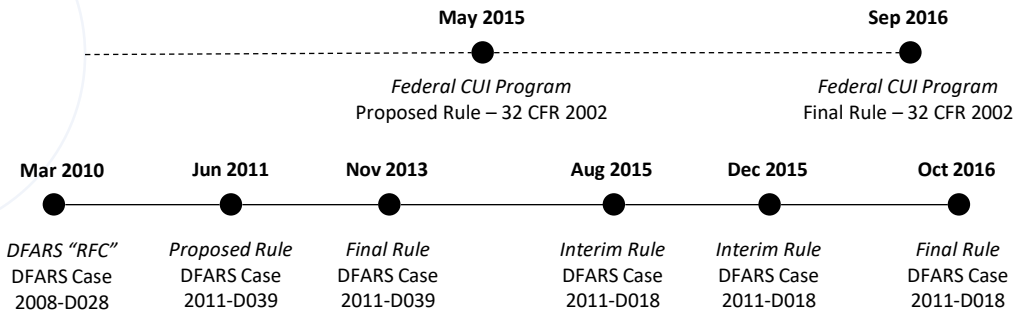 May 2015
Sep 2016
Federal CUI Program
Proposed Rule – 32 CFR 2002
Federal CUI Program
Final Rule – 32 CFR 2002
Mar 2010
Jun 2011
Nov 2013
Aug 2015
Dec 2015
Oct 2016
DFARS “RFC”
DFARS Case
2008-D028
Proposed Rule
DFARS Case
2011-D039
Final Rule
DFARS Case
2011-D039
Interim Rule
DFARS Case
2011-D018
Interim Rule
DFARS Case
2011-D018
Final Rule
DFARS Case
2011-D018